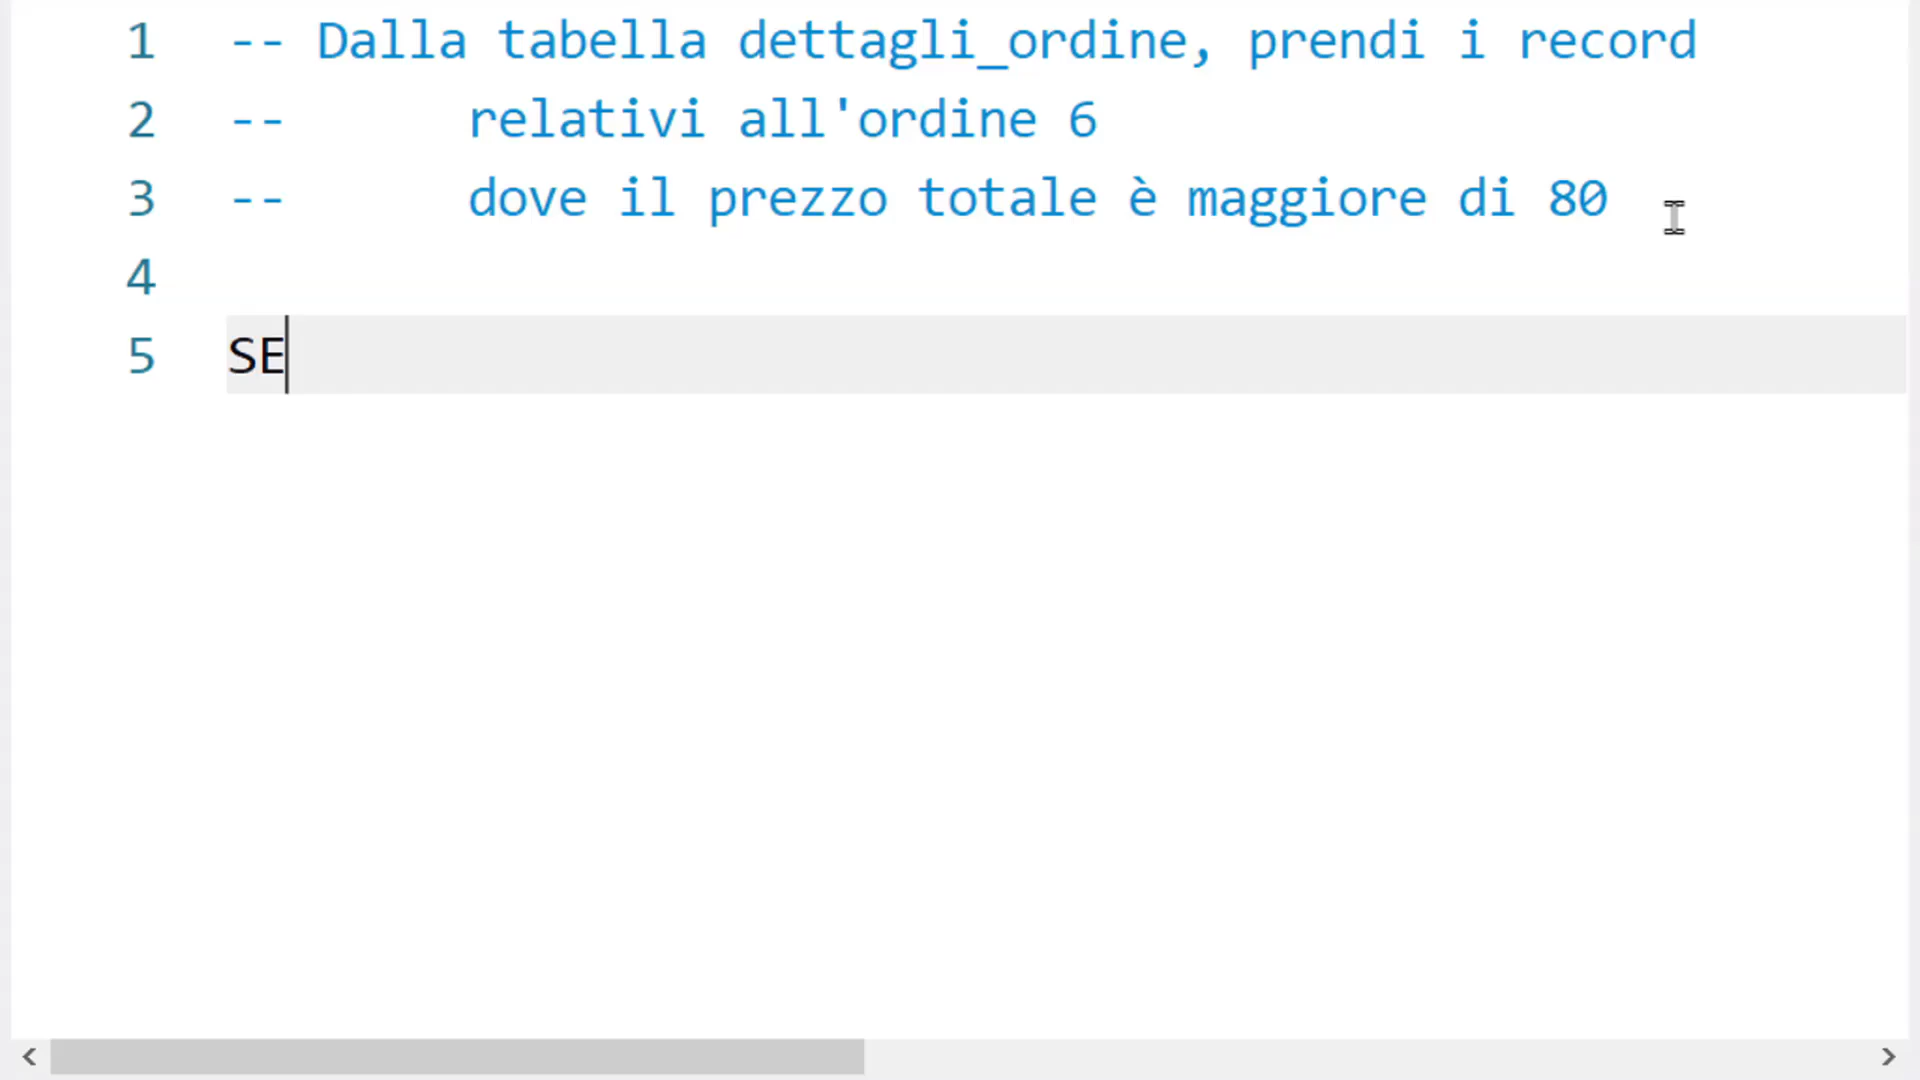 1 -- Dalla tabella dettagli_ordine, prendi i record
2 --      relativi all'ordine 6
3 --      dove il prezzo totale è maggiore di 80
4
5 SE